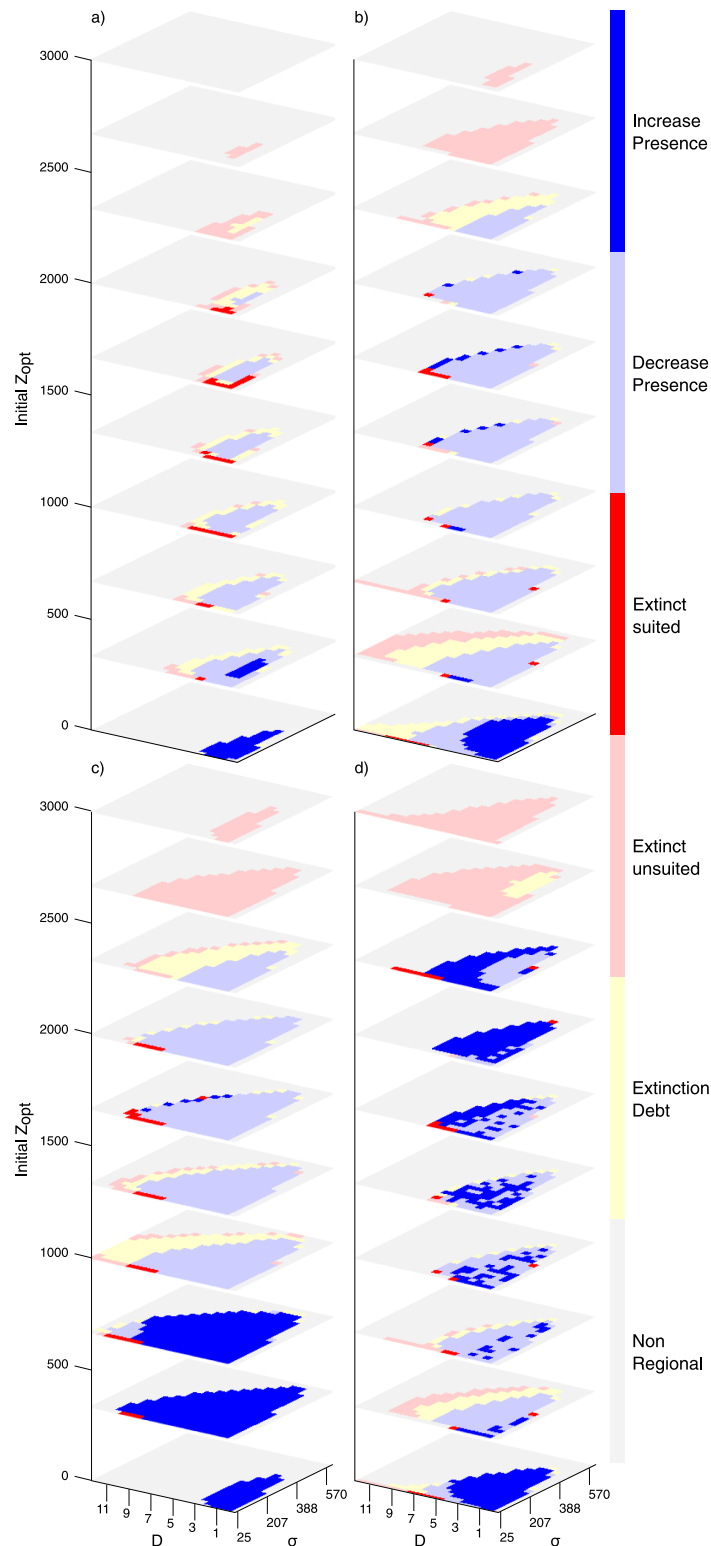 a)
b)
3000
2500
2000
1500
1000
500
0
Initial Zopt
Increase
Presence
Decrease
Presence
Extinct
suited
Extinct
unsuited
Extinction
Debt
Non
Regional
c)
d)
3000
2500
2000
1500
1000
500
0
Initial Zopt
11
9
7
5
3
1
D
25
207
388
570
σ
11
9
7
5
3
1
D
25
207
388
570
σ